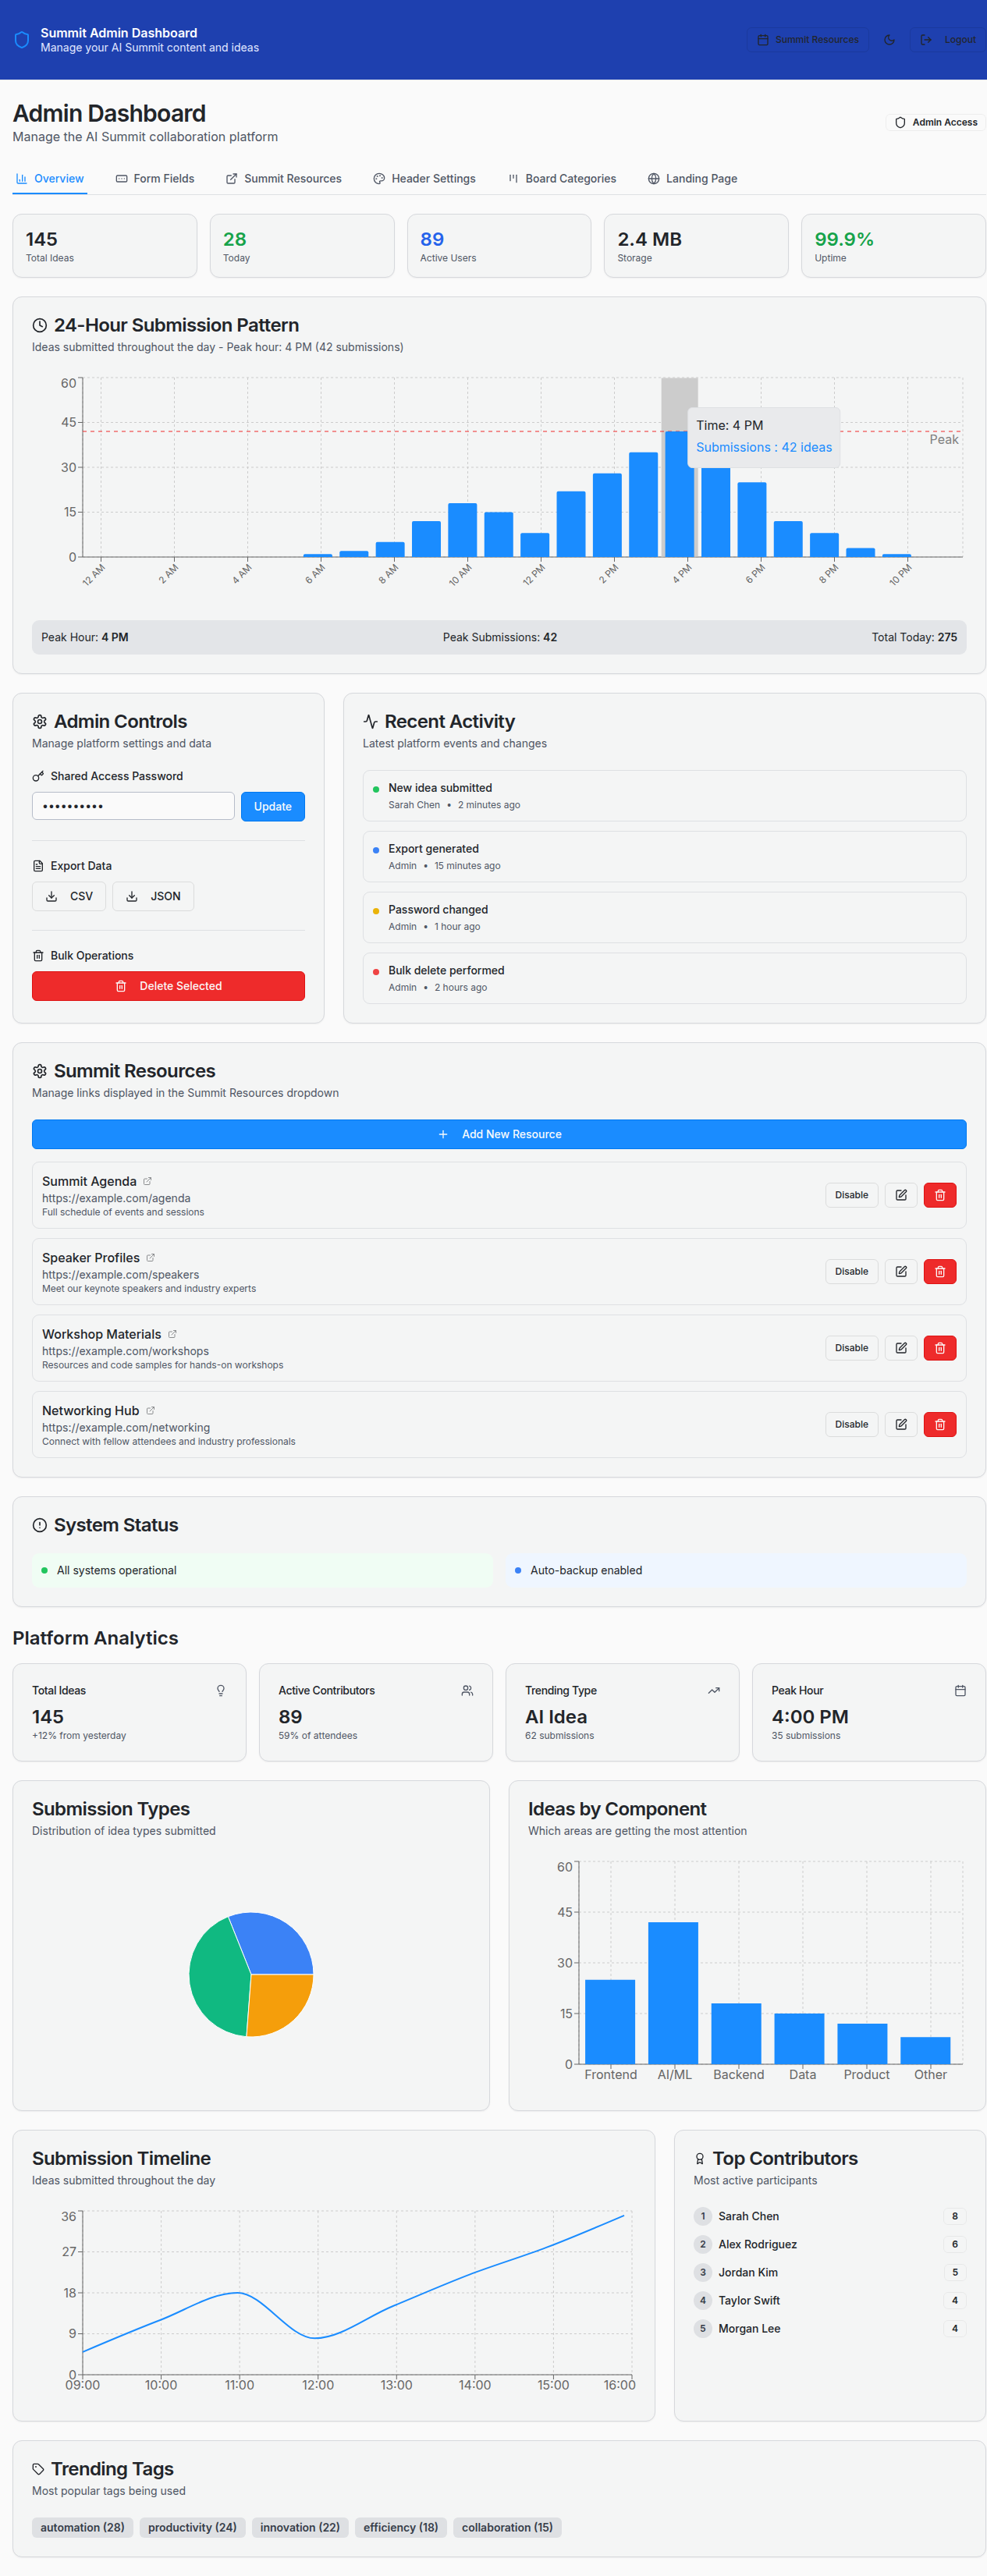 Summit Admin Dashboard
Manage your AI Summit content and ideas
Summit Resources
Logout
Admin Dashboard
Manage the AI Summit collaboration platform
Admin Access
Overview
Form Fields
Summit Resources
Header Settings
Board Categories
Landing Page
145
Total Ideas
28
Today
89
Active Users
2.4 MB
Storage
99.9%
Uptime
24-Hour Submission Pattern
Ideas submitted throughout the day - Peak hour: 4 PM (42 submissions)
60
45
30
15
0
Time: 4 PM
Submissions : 42 ideas
Peak
12 AM
2 AM
4 AM
6 AM
8 AM
10 AM
12 PM
2 PM
4 PM
6 PM
8 PM
10 PM
Peak Hour: 4 PM
Peak Submissions: 42
Total Today: 275
Admin Controls
Manage platform settings and data
Shared Access Password
••••••••••
Update
Export Data
CSV
JSON
Bulk Operations
Delete Selected
Recent Activity
Latest platform events and changes
New idea submitted
Sarah Chen • 2 minutes ago
Export generated
Admin • 15 minutes ago
Password changed
Admin • 1 hour ago
Bulk delete performed
Admin • 2 hours ago
Summit Resources
Manage links displayed in the Summit Resources dropdown
Add New Resource
Summit Agenda
https://example.com/agenda
Full schedule of events and sessions
Disable
Speaker Profiles
https://example.com/speakers
Meet our keynote speakers and industry experts
Disable
Workshop Materials
https://example.com/workshops
Resources and code samples for hands-on workshops
Disable
Networking Hub
https://example.com/networking
Connect with fellow attendees and industry professionals
Disable
System Status
All systems operational
Auto-backup enabled
Platform Analytics
Total Ideas
145
+12% from yesterday
Active Contributors
89
59% of attendees
Trending Type
AI Idea
62 submissions
Peak Hour
4:00 PM
35 submissions
Submission Types
Distribution of idea types submitted
Ideas by Component
Which areas are getting the most attention
60
45
30
15
0
Frontend
AI/ML
Backend
Data
Product
Other
Submission Timeline
Ideas submitted throughout the day
36
27
18
9
0
09:00
10:00
11:00
12:00
13:00
14:00
15:00
16:00
Top Contributors
Most active participants
1 Sarah Chen 8
2 Alex Rodriguez 6
3 Jordan Kim 5
4 Taylor Swift 4
5 Morgan Lee 4
Trending Tags
Most popular tags being used
automation (28)
productivity (24)
innovation (22)
efficiency (18)
collaboration (15)